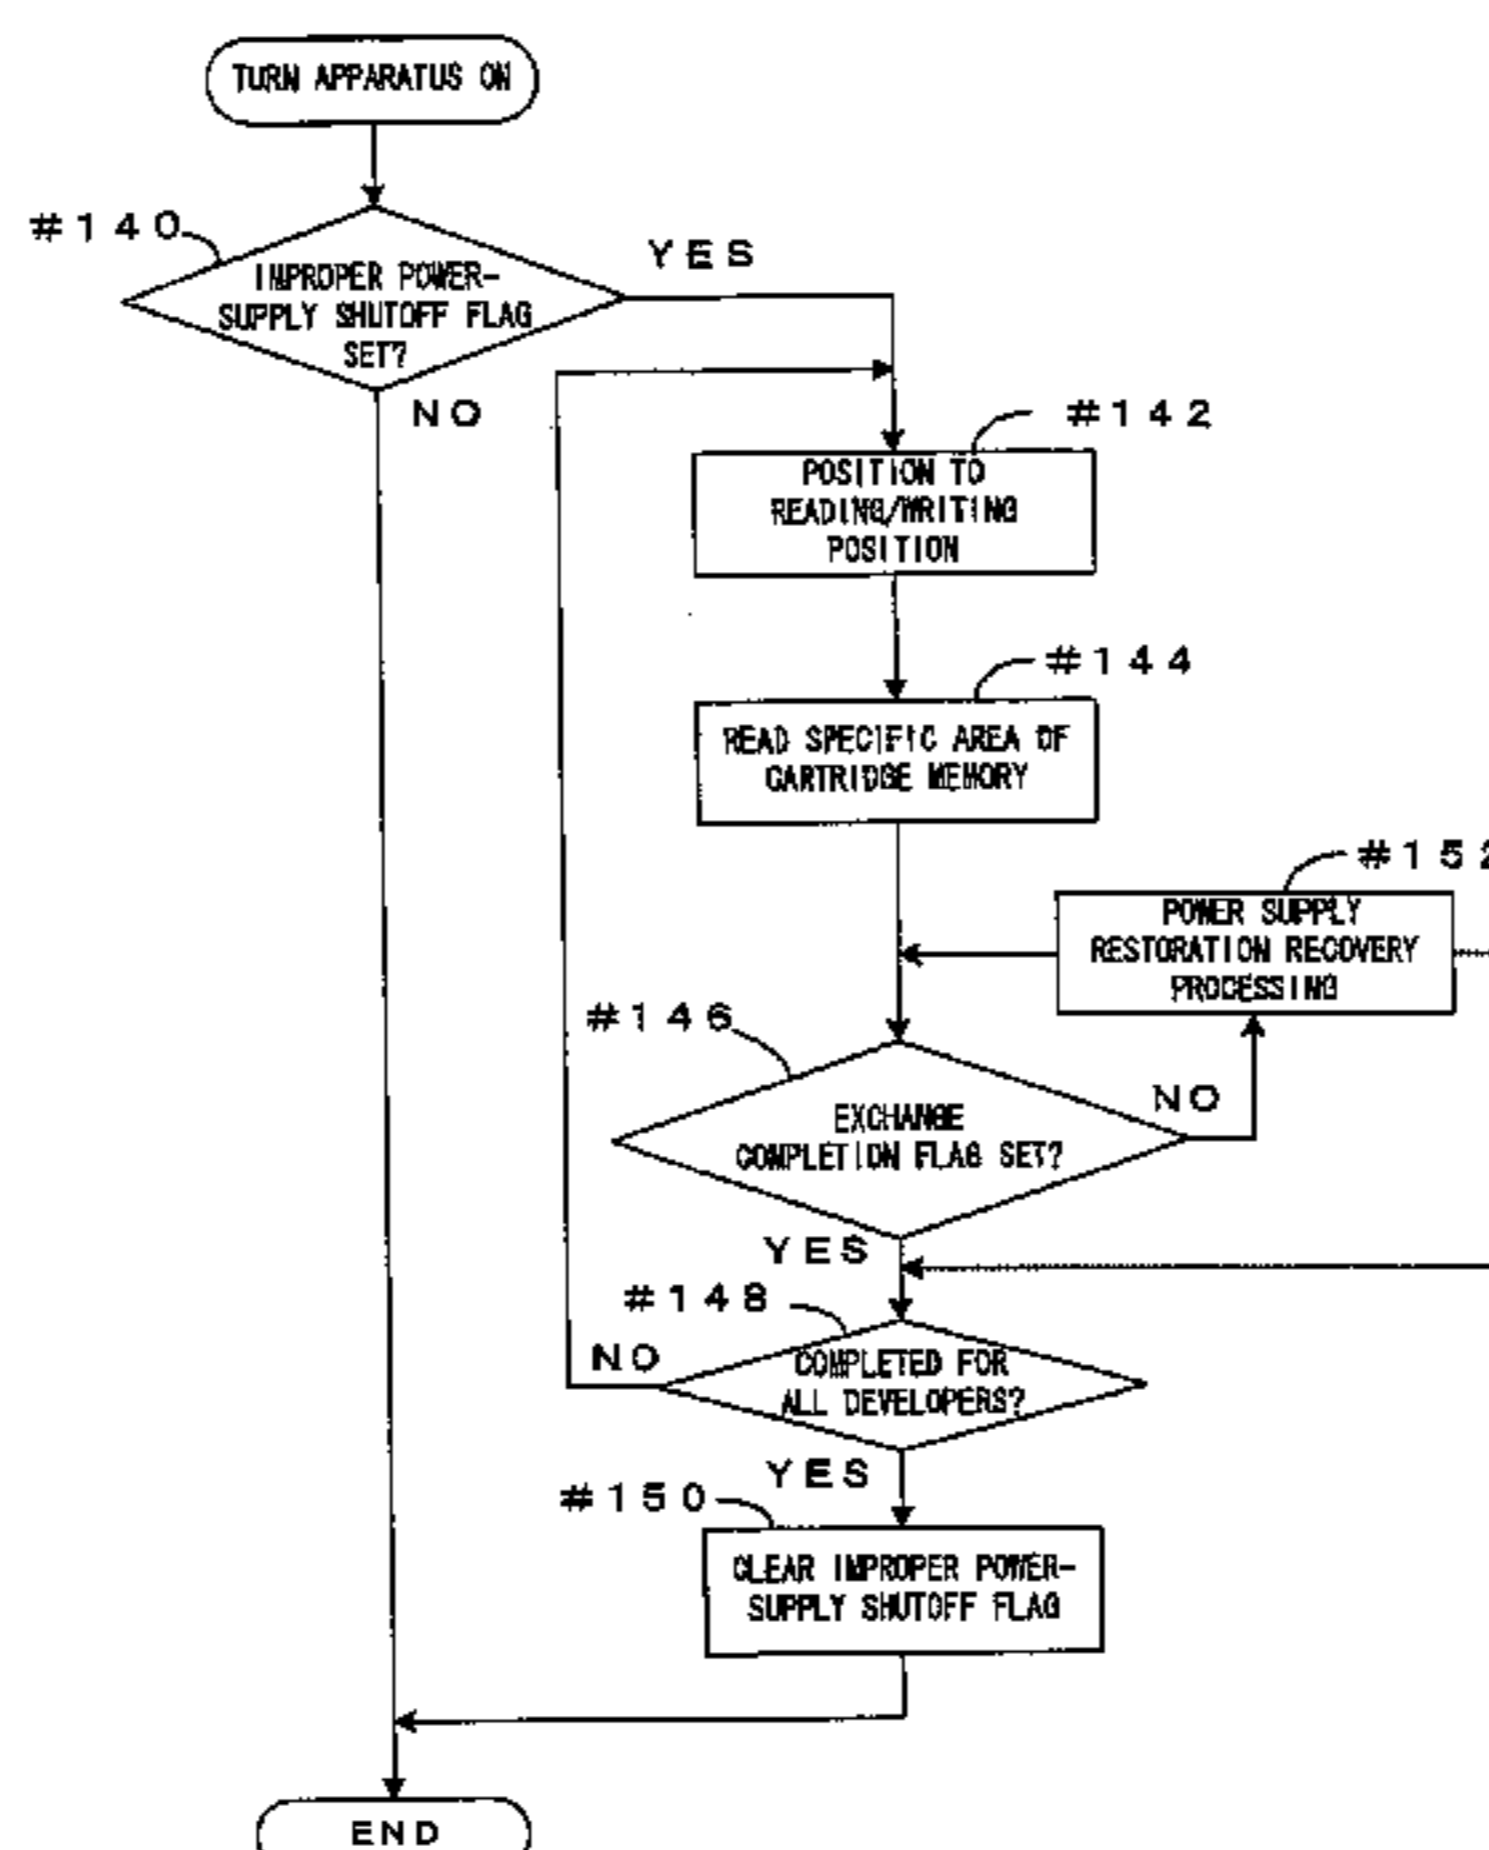 TURN APPARATUS ON
#140
YES
IMPROPER POWER-
SUPPLY SHUTOFF FLAG
SET?
NO
#142
POSITION TO
READING/WRITING
POSITION
#144
READ SPECIFIC AREA OF
CARTRIDGE MEMORY
#152
POWER SUPPLY
RESTORATION RECOVERY
PROCESSING
#146
NO
EXCHANGE
COMPLETION FLAG SET?
YES
#148
NO
COMPLETED FOR
ALL DEVELOPERS?
YES
#150
CLEAR IMPROPER POWER-
SUPPLY SHUTOFF FLAG
END